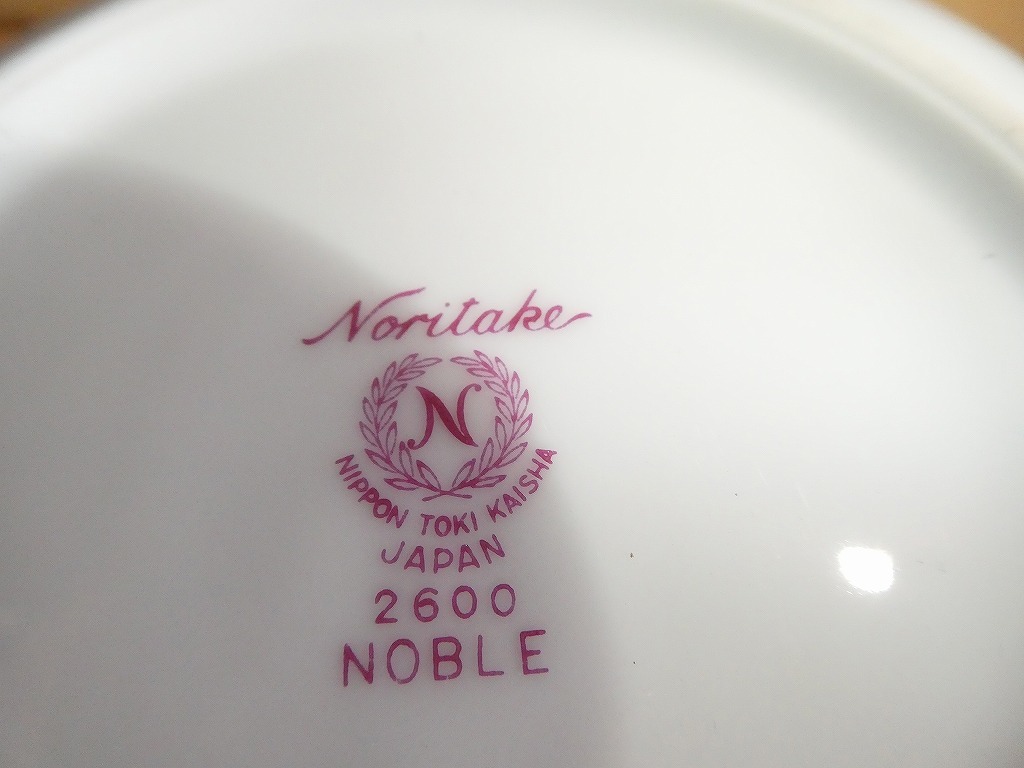 Noritake
N
NIPPON TOKI KAISHA
JAPAN
2600
NOBLE